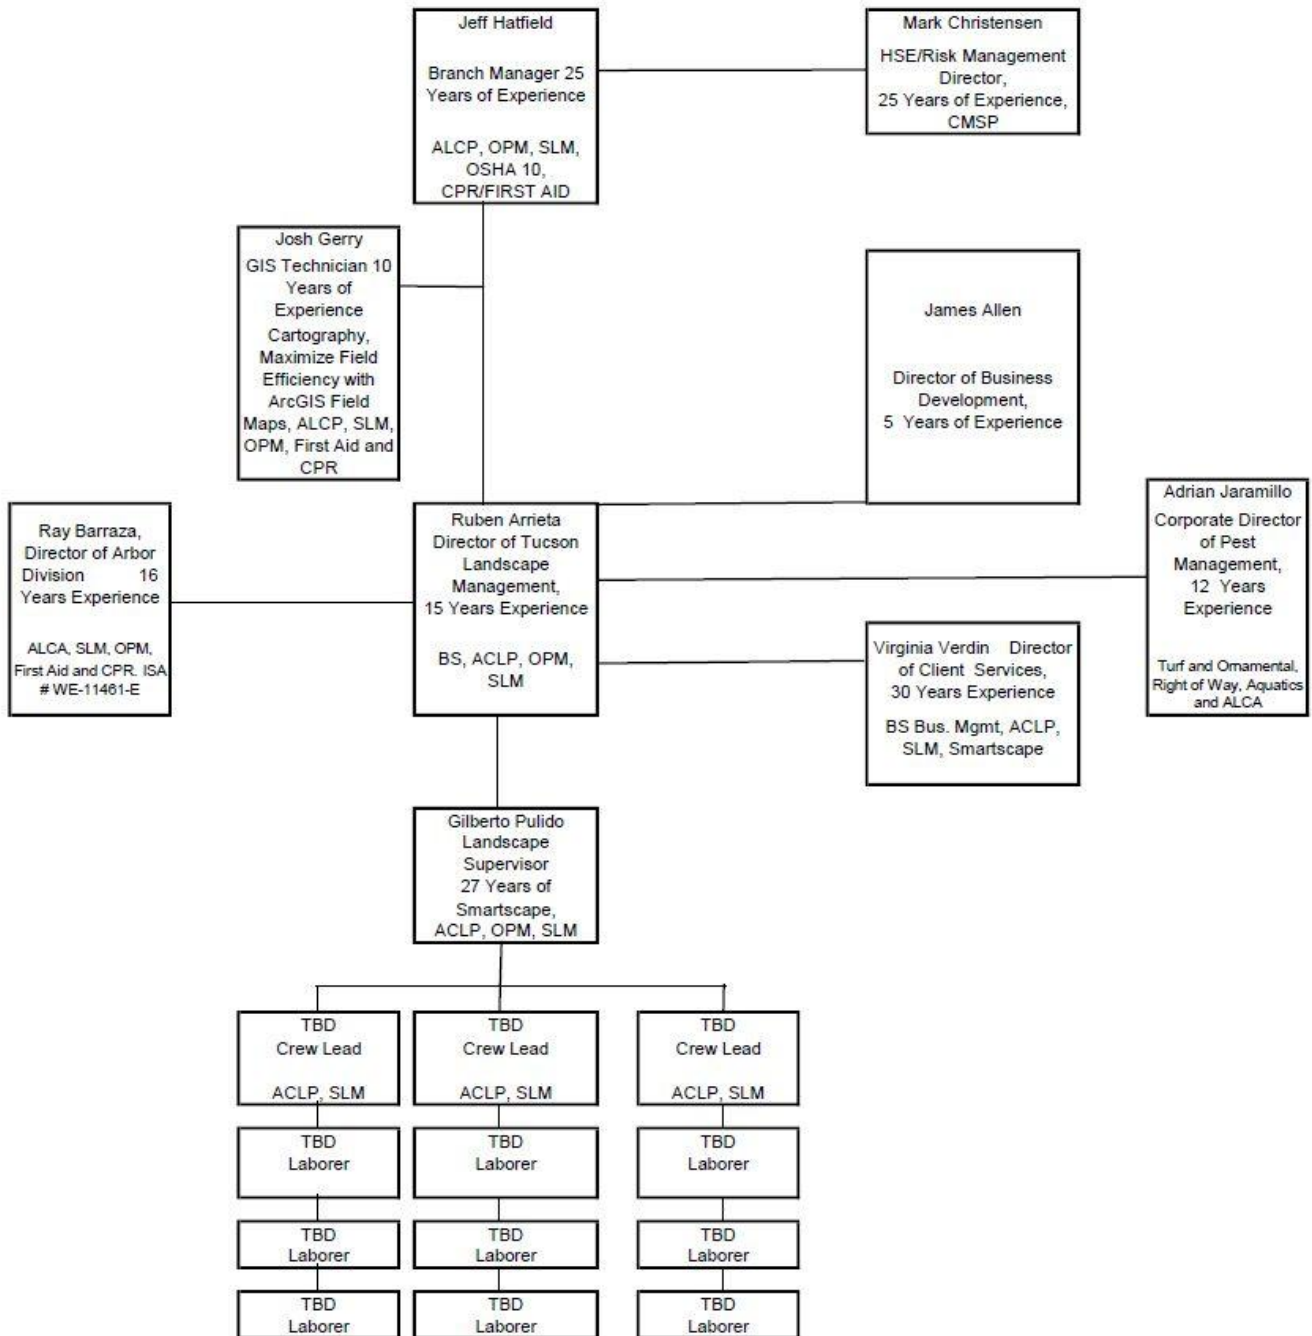 Jeff Hatfield
Branch Manager 25
Years of Experience
ALCP, OPM, SLM,
OSHA 10,
CPR/FIRST AID
Mark Christensen
HSE/Risk Management
Director,
25 Years of Experience,
CMSP
Josh Gerry
GIS Technician 10
Years of
Experience
Cartography,
Maximize Field
Efficiency with
ArcGIS Field
Maps, ALCP, SLM,
OPM, First Aid and
CPR
James Allen
Director of Business
Development,
5 Years of Experience
Ray Barraza,
Director of Arbor
Division 16
Years Experience
ALCA, SLM, OPM,
First Aid and CPR. ISA
# WE-11461-E
Ruben Arrieta
Director of Tucson
Landscape
Management,
15 Years Experience
BS, ACLP, OPM,
SLM
Adrian Jaramillo
Corporate Director
of Pest
Management,
12 Years
Experience
Turf and Ornamental,
Right of Way, Aquatics
and ALCA
Virginia Verdin Director
of Client Services,
30 Years Experience
BS Bus. Mgmt, ACLP,
SLM, Smartscape
Gilberto Pulido
Landscape
Supervisor
27 Years of
Smartscape,
ACLP, OPM, SLM
TBD
Crew Lead
ACLP, SLM
TBD
Crew Lead
ACLP, SLM
TBD
Crew Lead
ACLP, SLM
TBD
Laborer
TBD
Laborer
TBD
Laborer
TBD
Laborer
TBD
Laborer
TBD
Laborer
TBD
Laborer
TBD
Laborer
TBD
Laborer